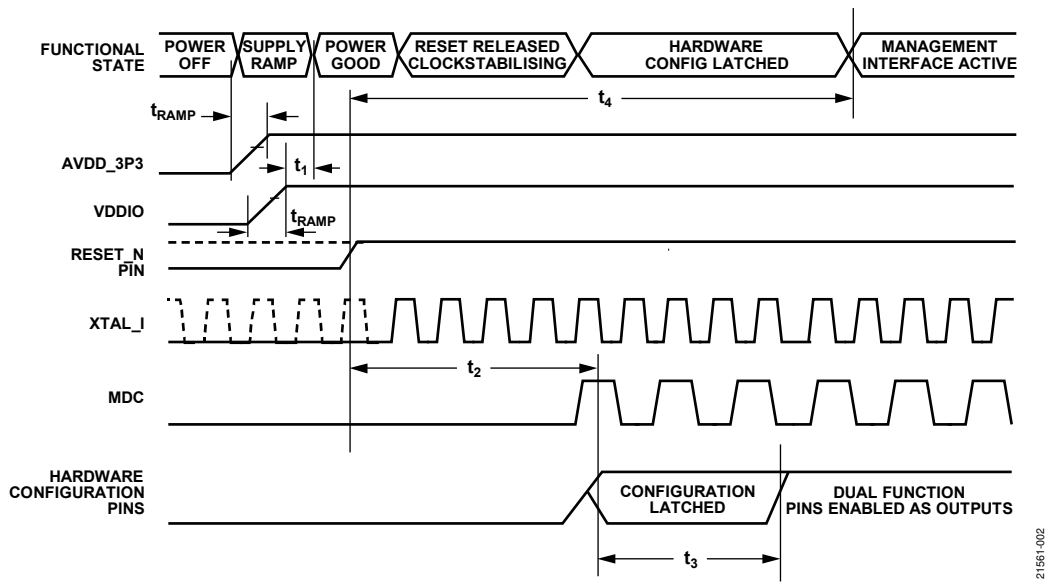 FUNCTIONAL
STATE
POWER
OFF
SUPPLY
RAMP
POWER
GOOD
RESET RELEASED
CLOCKSTABILISING
HARDWARE
CONFIG LATCHED
MANAGEMENT
INTERFACE ACTIVE
t4
tRAMP
AVDD_3P3
t1
VDDIO
tRAMP
RESET_N
PIN
XTAL_I
t2
MDC
HARDWARE
CONFIGURATION
PINS
CONFIGURATION
LATCHED
DUAL FUNCTION
PINS ENABLED AS OUTPUTS
t3
21561-002